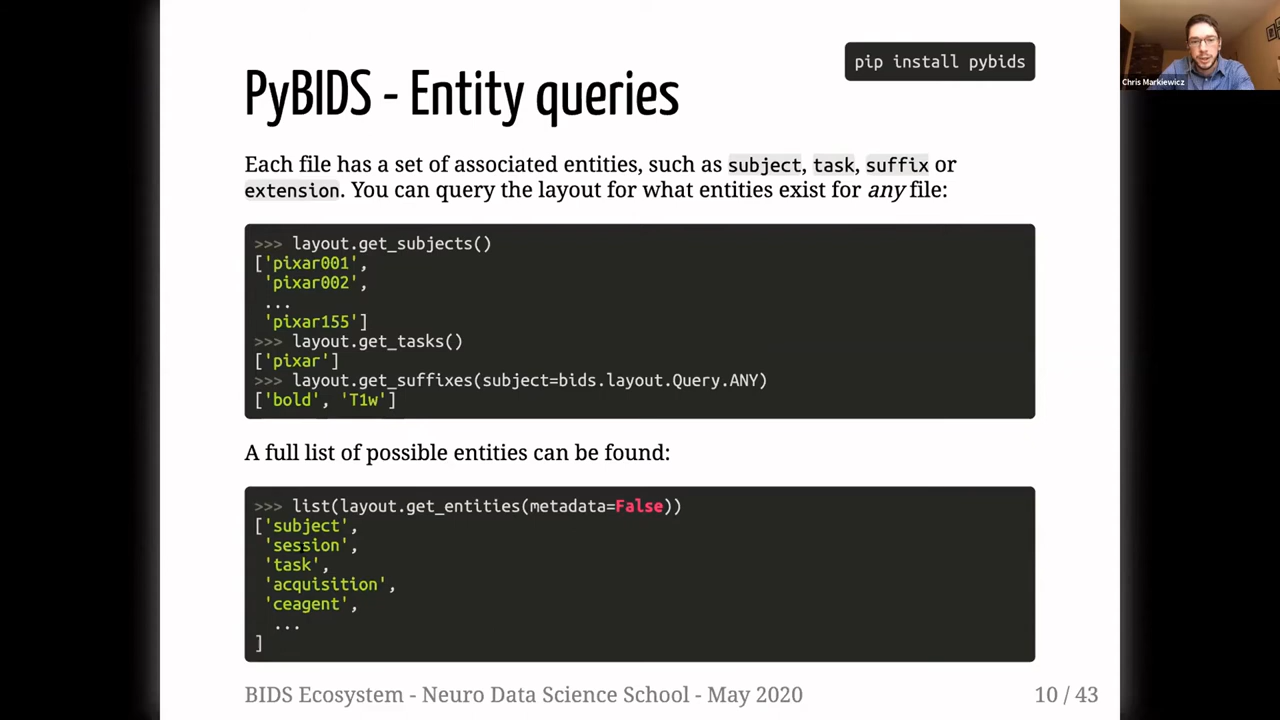 pip install pybids
Chris Markiewicz
PyBIDS - Entity queries
Each file has a set of associated entities, such as subject, task, suffix or
extension. You can query the layout for what entities exist for any file:
>>> layout.get_subjects()
['pixar001',
'pixar002',
...
'pixar155']
>>> layout.get_tasks()
['pixar']
>>> layout.get_suffixes(subject=bids.layout.Query.ANY)
['bold', 'T1w']
A full list of possible entities can be found:
>>> list(layout.get_entities(metadata=False))
['subject',
'session',
'task',
'acquisition',
'ceagent',
...
]
BIDS Ecosystem - Neuro Data Science School - May 2020
10 / 43